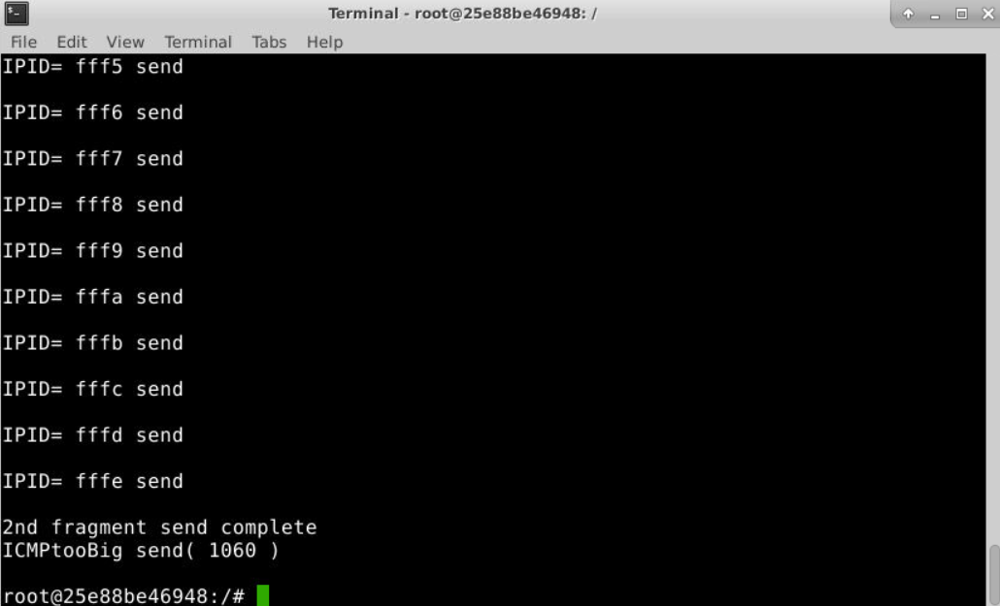 Terminal - root@25e88be46948: /
File Edit View Terminal Tabs Help
IPID= fff5 send
IPID= fff6 send
IPID= fff7 send
IPID= fff8 send
IPID= fff9 send
IPID= fffa send
IPID= fffb send
IPID= fffc send
IPID= fffd send
IPID= fffe send
2nd fragment send complete
ICMPtooBig send( 1060 )
root@25e88be46948:/#